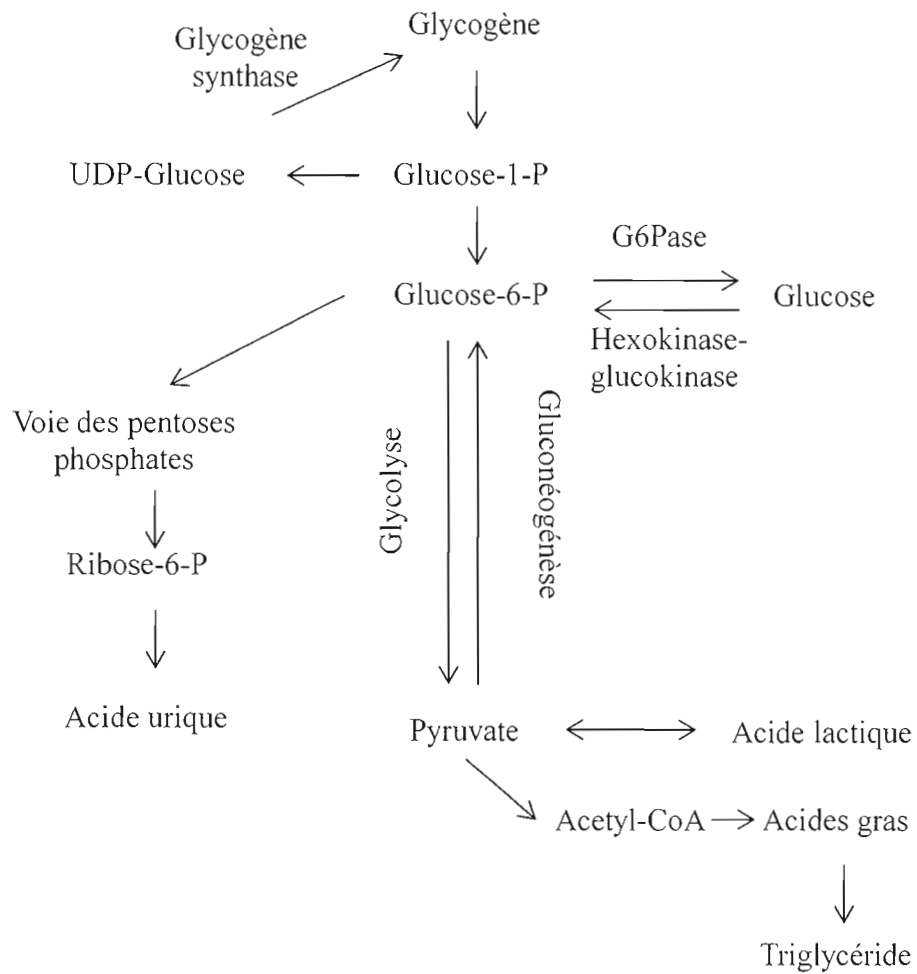 Glycogène
Glycogène
synthase
UDP-Glucose
Glucose-1-P
G6Pase
Glucose-6-P
Glucose
Hexokinase-
glucokinase
Voie des pentoses
phosphates
Glycolyse
Gluconéogénèse
Ribose-6-P
Acide urique
Pyruvate
Acide lactique
Acetyl-CoA
Acides gras
Triglycéride